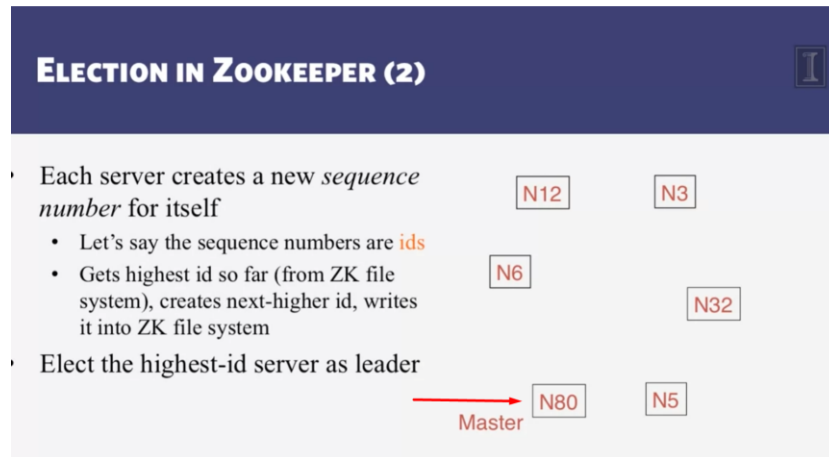 ELECTION IN ZOOKEEPER (2)
I
• Each server creates a new sequence
number for itself
• Let's say the sequence numbers are ids
• Gets highest id so far (from ZK file
system), creates next-higher id, writes
it into ZK file system
• Elect the highest-id server as leader
N12
N3
N6
N32
N80
N5
Master